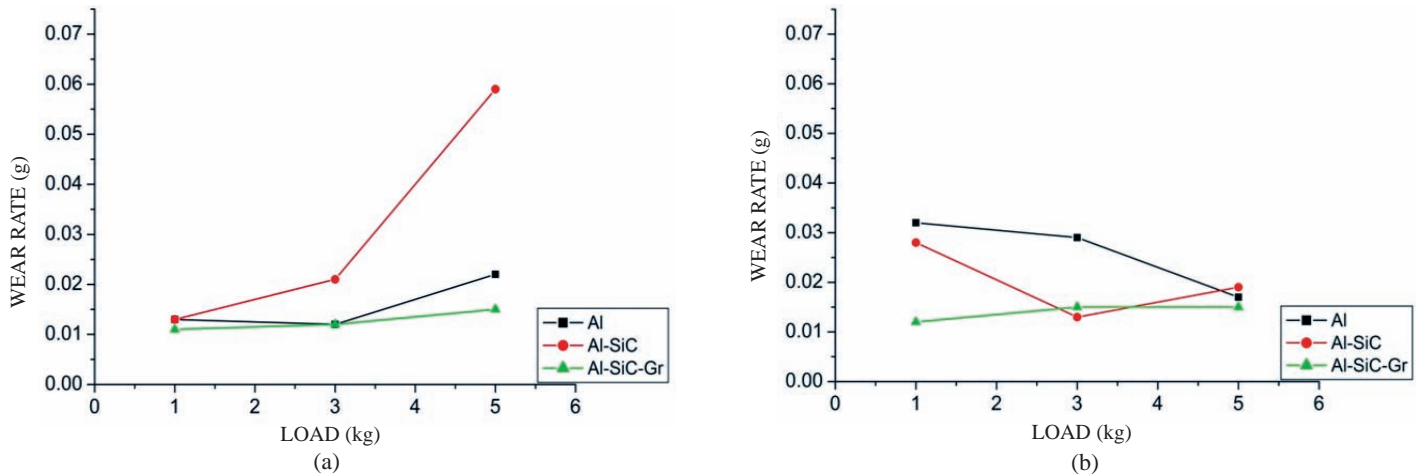 0.07
0.06
0.05
0.04
0.03
0.02
0.01
0.00
WEAR RATE (g)
0 1 2 3 4 5 6
LOAD (kg)
Al
Al-SiC
Al-SiC-Gr
(a)
0.07
0.06
0.05
0.04
0.03
0.02
0.01
0.00
WEAR RATE (g)
0 1 2 3 4 5 6
LOAD (kg)
Al
Al-SiC
Al-SiC-Gr
(b)